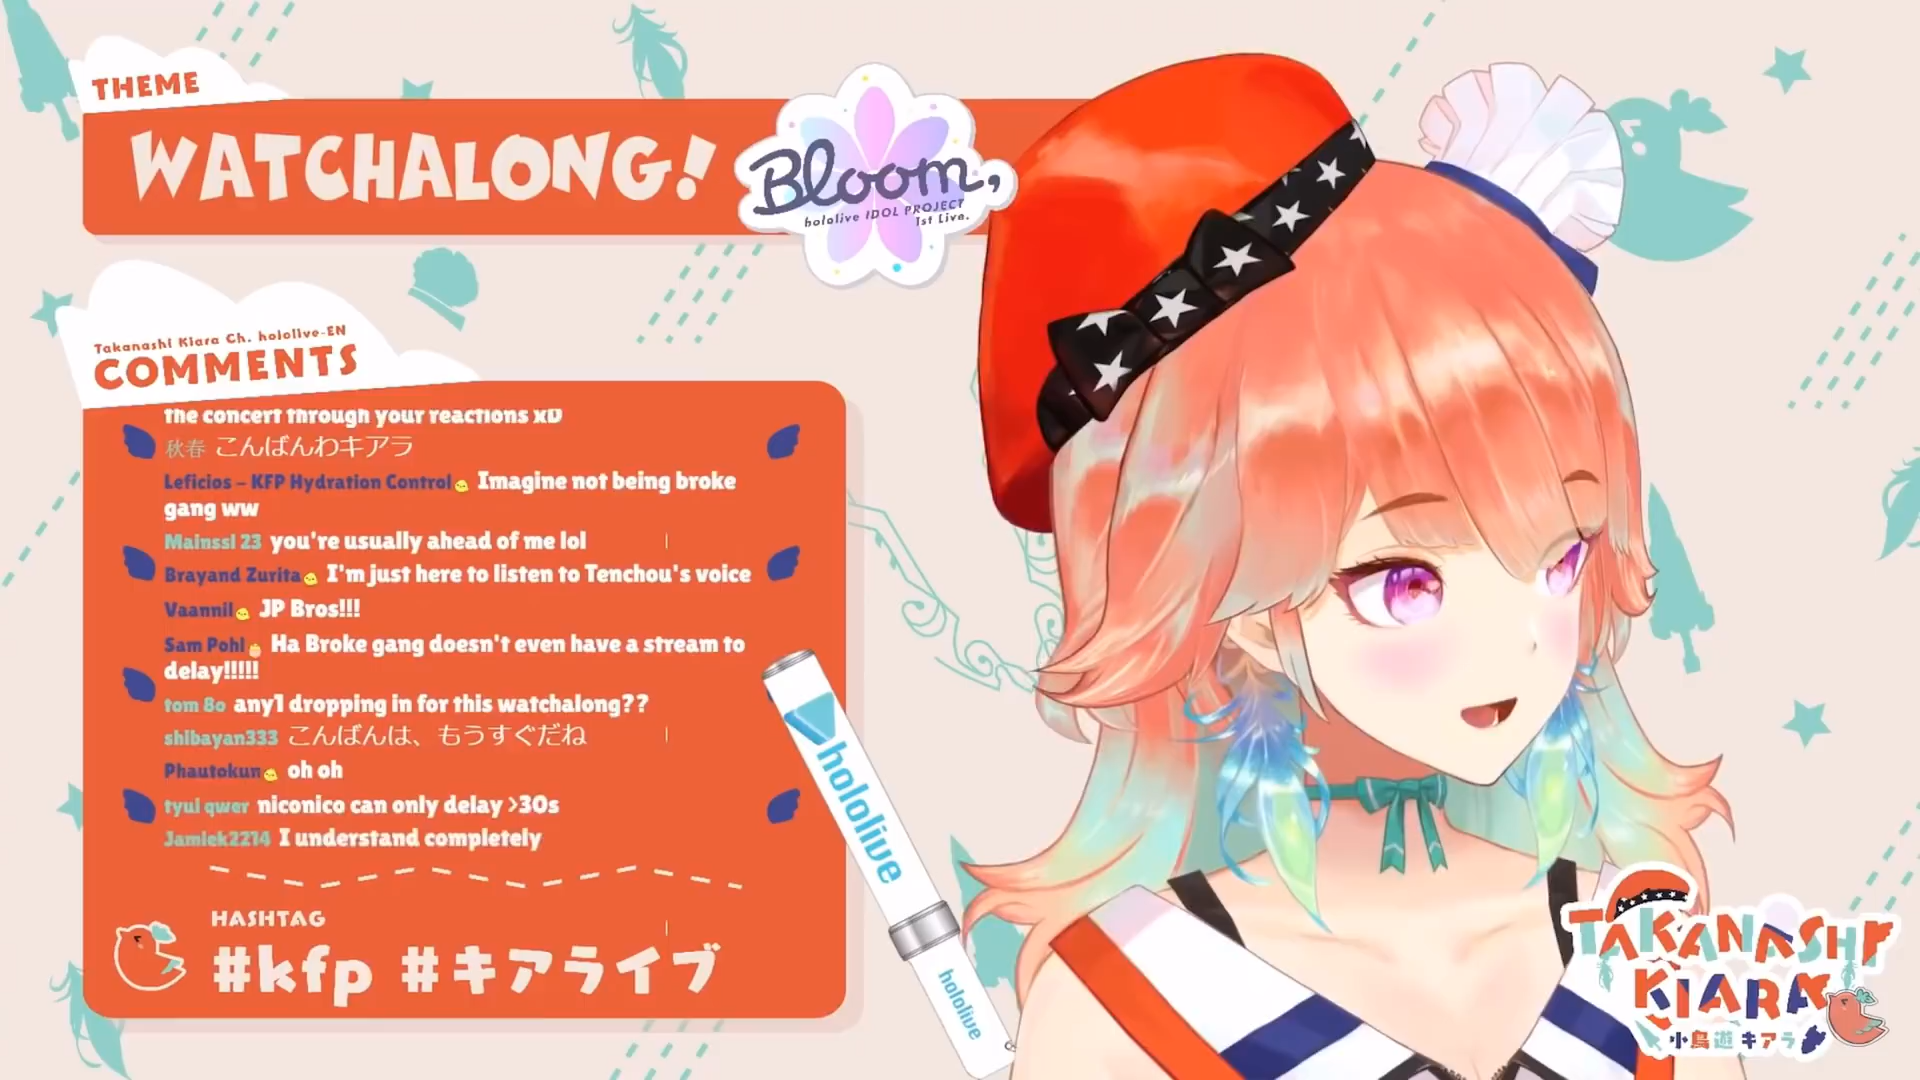 THEME
WATCHALONG!
Bloom,
hololive IDOL PROJECT
1st Live.
Takanashi Kiara Ch. hololive-EN
COMMENTS
the concert through your reactions xD
秋春 こんばんわキアラ
Leficios - KFP Hydration Control Imagine not being broke
gang ww
Mainssi 23 you're usually ahead of me lol
Brayand Zurita I'm just here to listen to Tenchou's voice
Vaannil JP Bros!!!
Sam Pohl Ha Broke gang doesn't even have a stream to
delay!!!!!
tom 8o any1 dropping in for this watchalong??
shibayan333 こんばんは、もうすぐだね
Phautokun oh oh
tyui qwer niconico can only delay >30s
Jamiek2214 I understand completely
HASHTAG
#kfp #キアライブ
hololive
hololive
TAKANASHI
KIARA
小鳥遊 キアラ